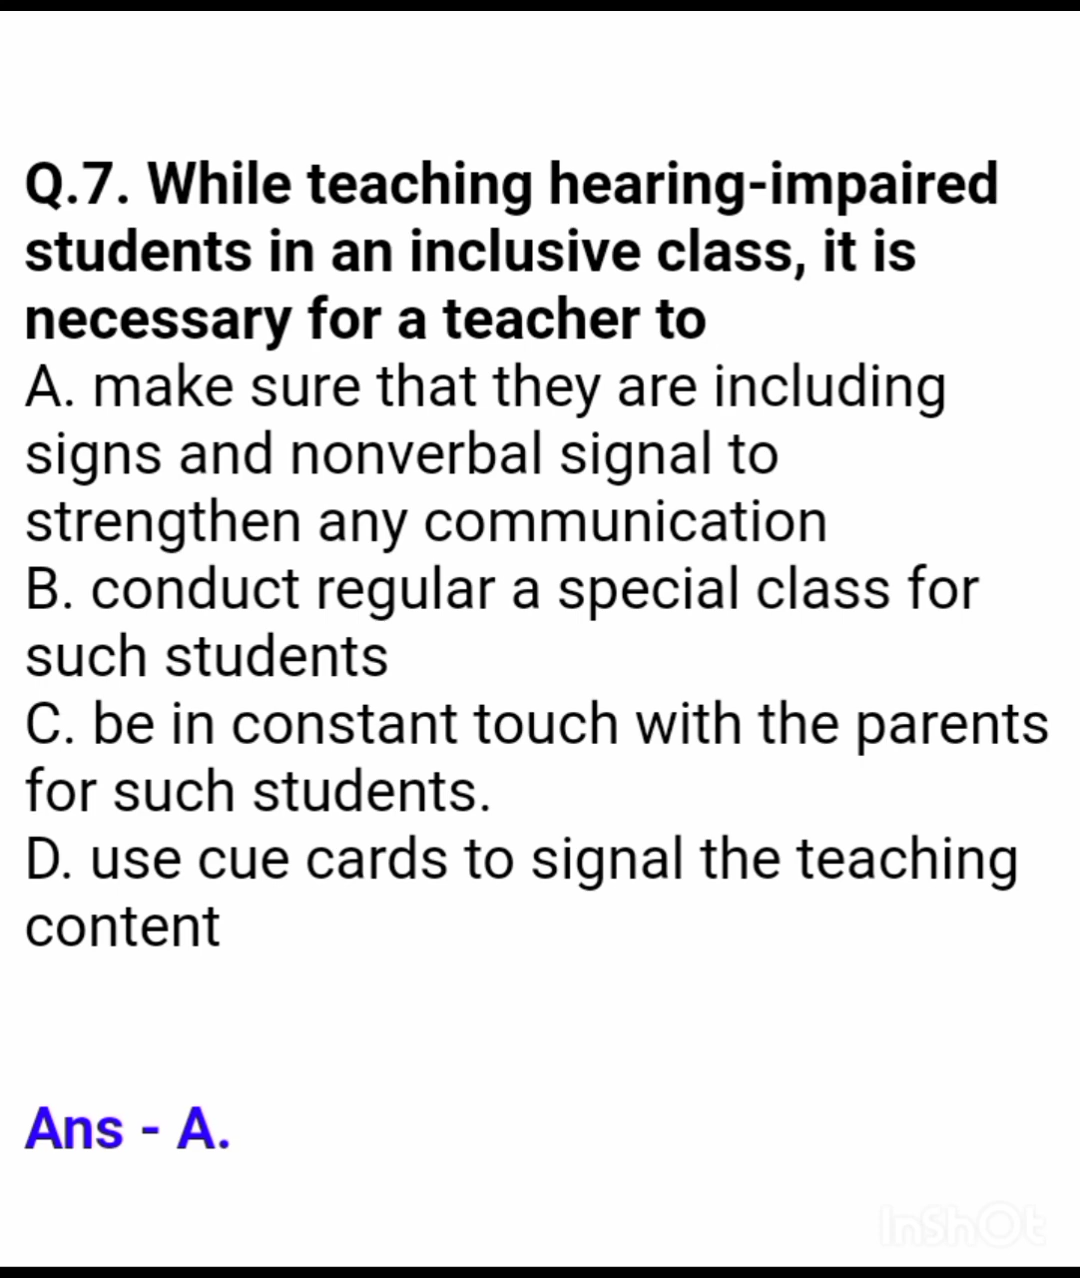 Q.7. While teaching hearing-impaired
students in an inclusive class, it is
necessary for a teacher to
A. make sure that they are including
signs and nonverbal signal to
strengthen any communication
B. conduct regular a special class for
such students
C. be in constant touch with the parents
for such students.
D. use cue cards to signal the teaching
content
Ans - A.
InShOt